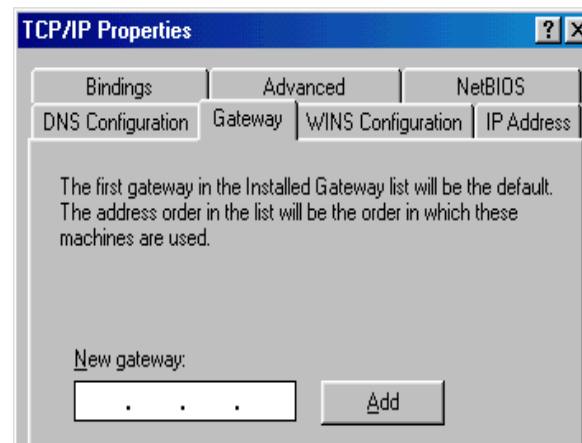 TCP/IP Properties
Bindings Advanced NetBIOS
DNS Configuration Gateway WINS Configuration IP Address
The first gateway in the Installed Gateway list will be the default.
The address order in the list will be the order in which these
machines are used.
New gateway:
. . . Add